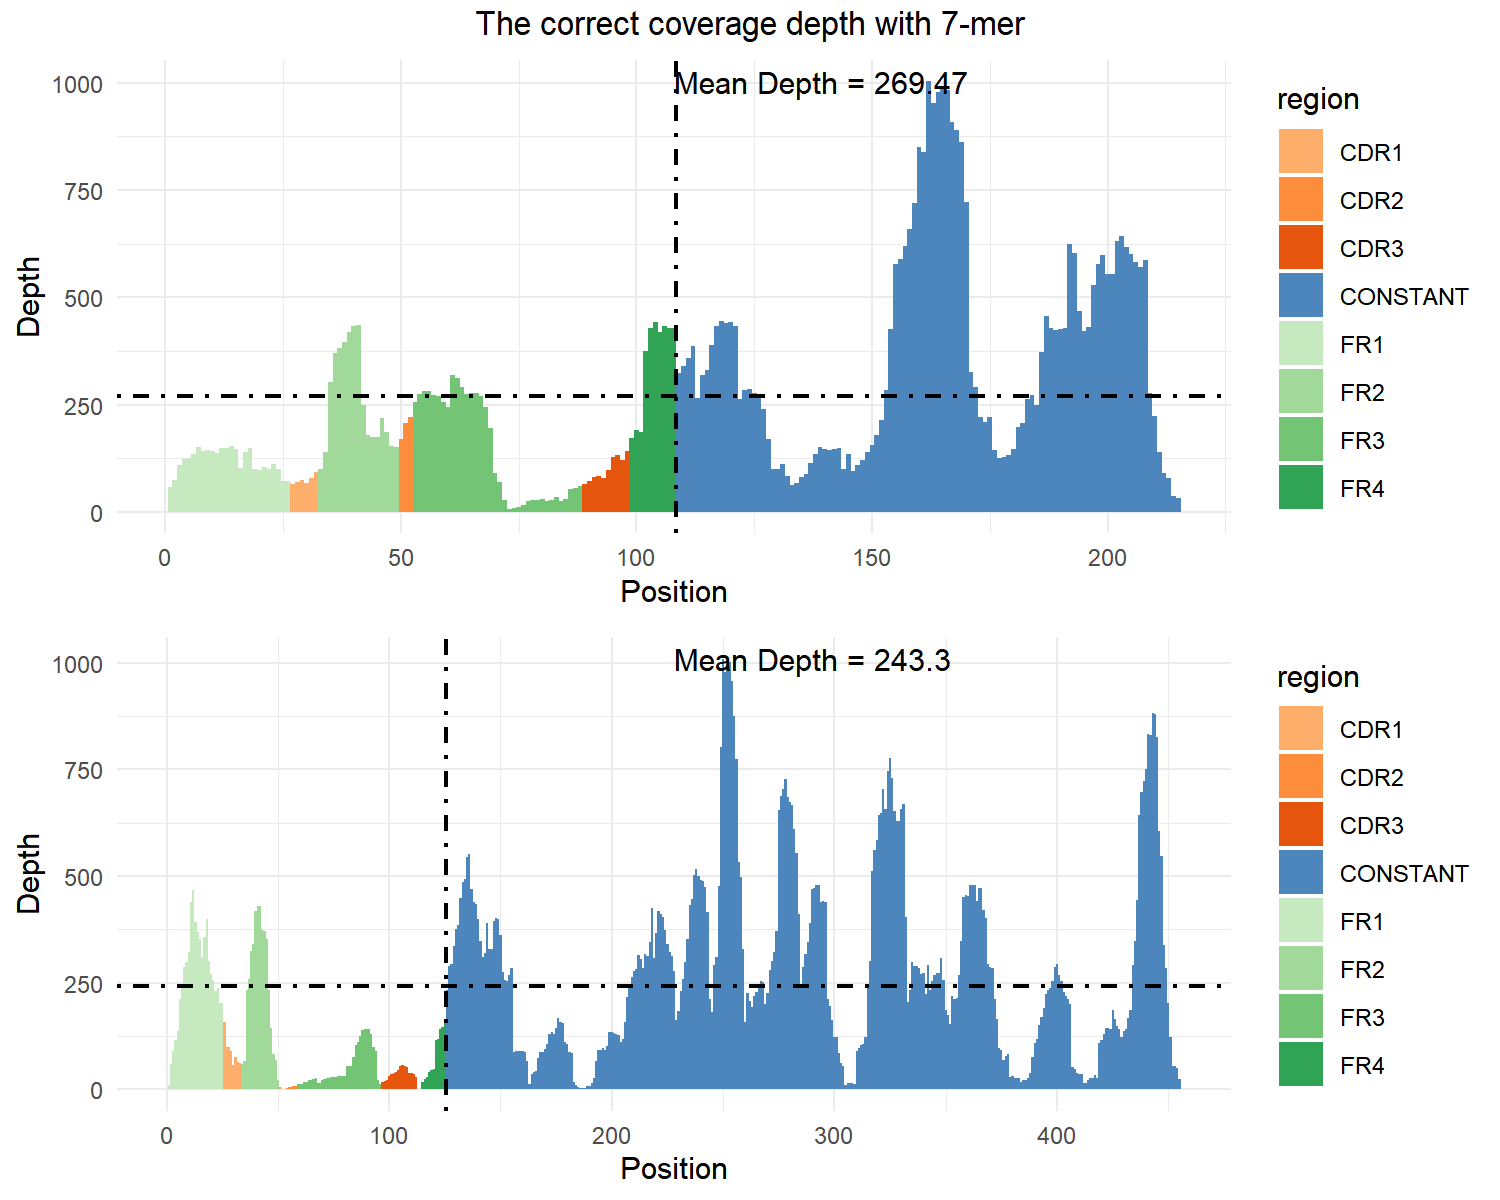 The correct coverage depth with 7-mer
Mean Depth = 269.47
1000
750
500
250
0
Depth
0 50 100 150 200
Position
region
CDR1
CDR2
CDR3
CONSTANT
FR1
FR2
FR3
FR4
Mean Depth = 243.3
1000
750
500
250
0
Depth
0 100 200 300 400
Position
region
CDR1
CDR2
CDR3
CONSTANT
FR1
FR2
FR3
FR4